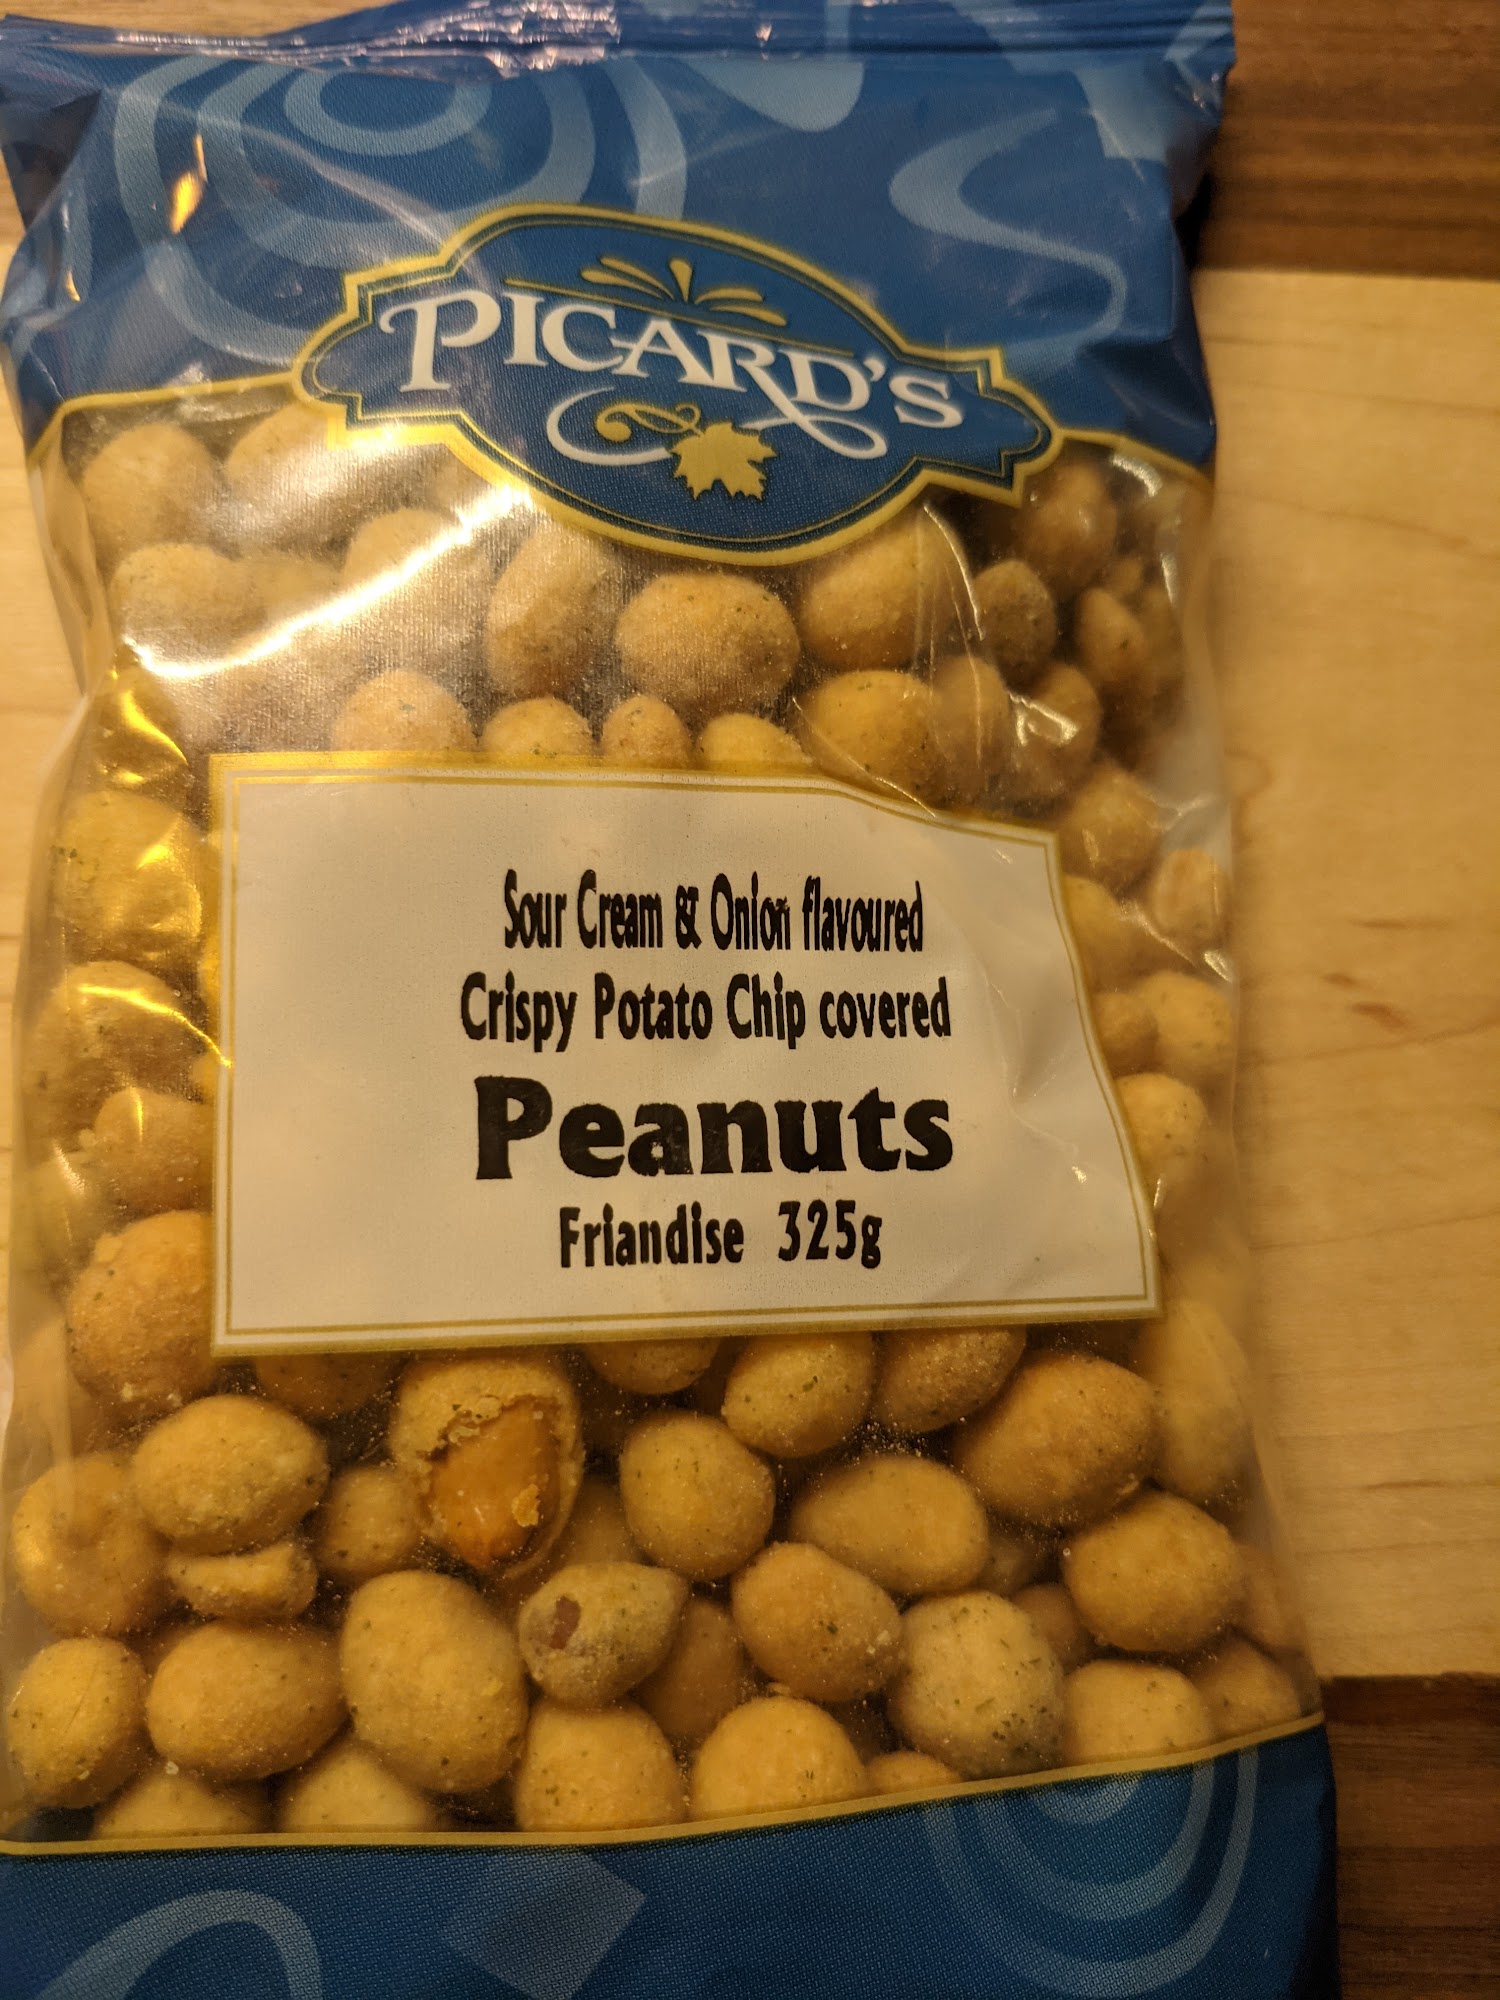 PICARD'S
Sour Cream & Onion flavoured
Crispy Potato Chip covered
Peanuts
Friandise 325g